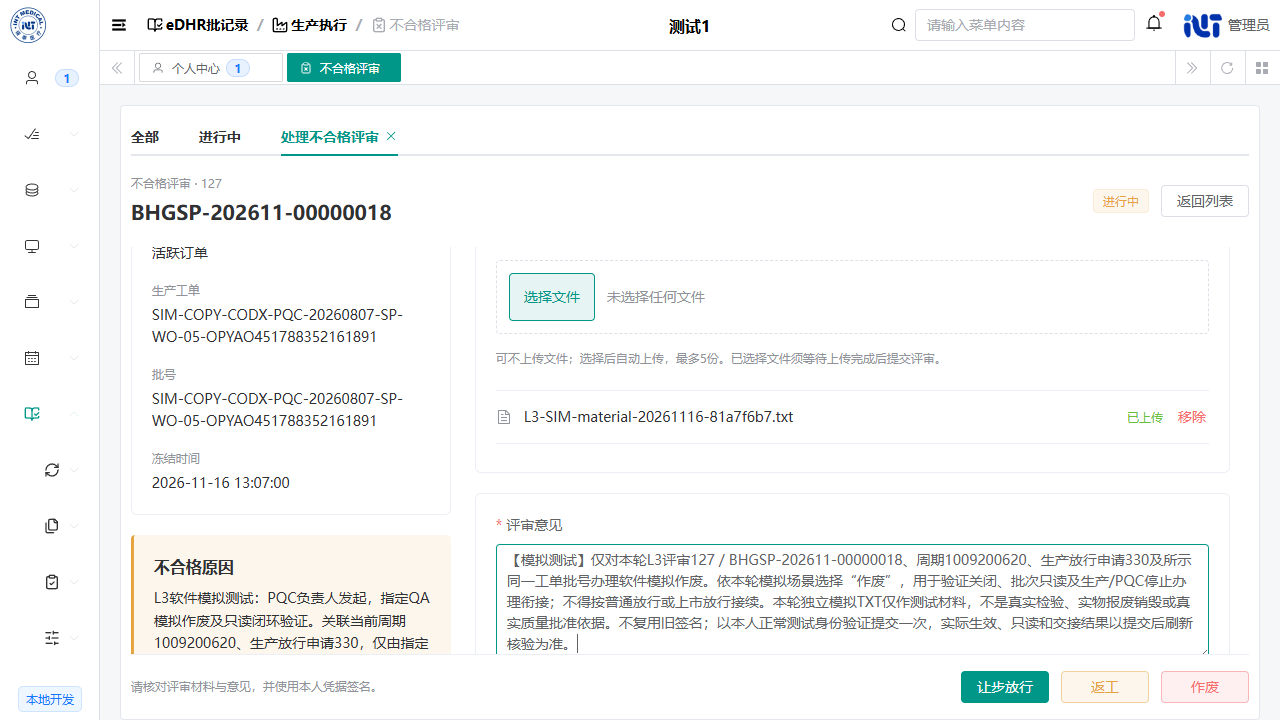 eDHR批记录 / 生产执行 / 不合格评审
测试1
请输入菜单内容
iNT 管理员
1
个人中心 1
不合格评审
全部
进行中
处理不合格评审
不合格评审 · 127
BHGSP-202611-00000018
进行中
返回列表
活跃订单
生产工单
SIM-COPY-CODX-PQC-20260807-SP-
WO-05-OPYAO451788352161891
批号
SIM-COPY-CODX-PQC-20260807-SP-
WO-05-OPYAO451788352161891
冻结时间
2026-11-16 13:07:00
不合格原因
L3软件模拟测试：PQC负责人发起，指定QA
模拟作废及只读闭环验证。关联当前周期
1009200620、生产放行申请330，仅由指定
选择文件
未选择任何文件
可不上传文件；选择后自动上传，最多5份。已选择文件须等待上传完成后提交评审。
L3-SIM-material-20261116-81a7f6b7.txt
已上传
移除
* 评审意见
【模拟测试】仅对本轮L3评审127 / BHGSP-202611-00000018、周期1009200620、生产放行申请330及所示
同一工单批号办理软件模拟作废。依本轮模拟场景选择“作废”，用于验证关闭、批次只读及生产/PQC停止办
理衔接；不得按普通放行或上市放行接续。本轮独立模拟TXT仅作测试材料，不是真实检验、实物报废销毁或真
实质量批准依据。不复用旧签名；以本人正常测试身份验证提交一次，实际生效、只读和交接结果以提交后刷新
核验为准。
请核对评审材料与意见，并使用本人凭据签名。
让步放行
返工
作废
本地开发